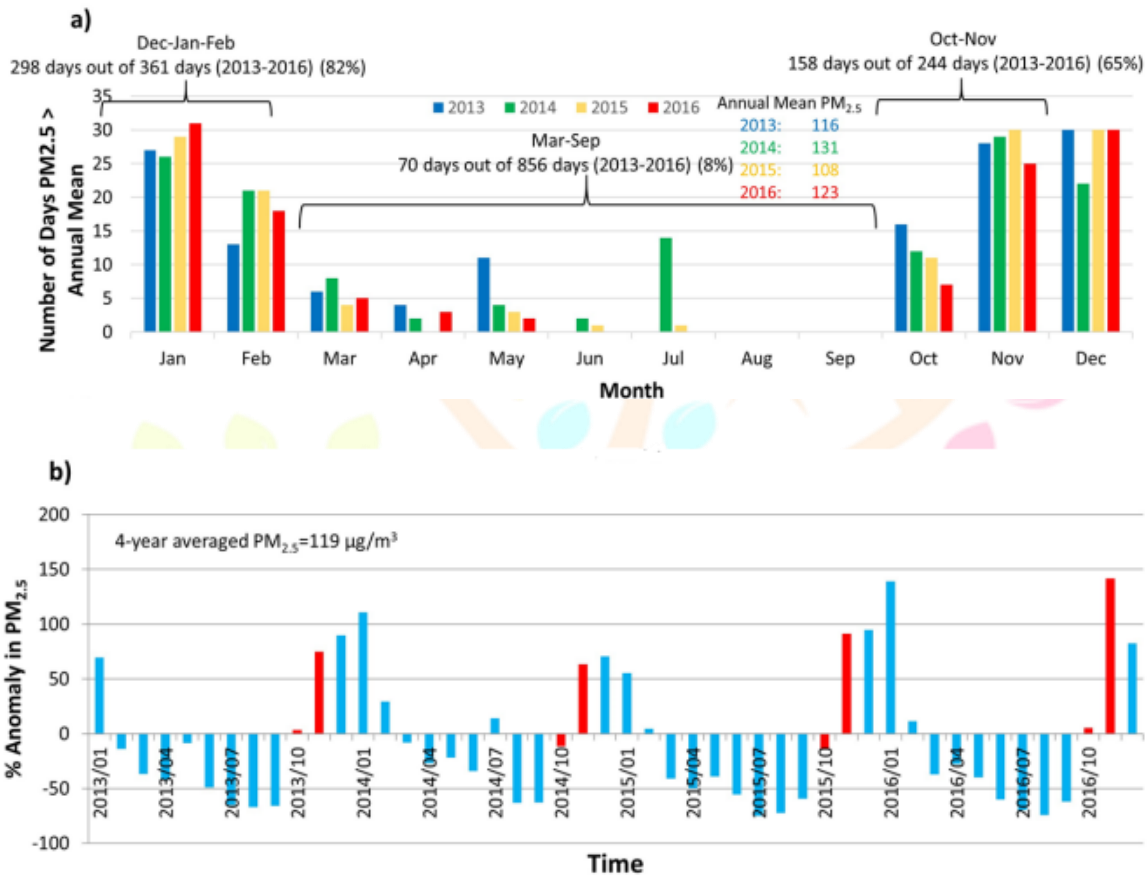 a)
Dec-Jan-Feb
298 days out of 361 days (2013-2016) (82%)
Oct-Nov
158 days out of 244 days (2013-2016) (65%)
2013 2014 2015 2016
Annual Mean PM2.5
2013: 116
2014: 131
2015: 108
2016: 123
Mar-Sep
70 days out of 856 days (2013-2016) (8%)
Number of Days PM2.5 >
Annual Mean
35
30
25
20
15
10
5
0
Jan Feb Mar Apr May Jun Jul Aug Sep Oct Nov Dec
Month
b)
4-year averaged PM2.5=119 µg/m³
% Anomaly in PM2.5
200
150
100
50
0
-50
-100
2013/01 2013/04 2013/07 2013/10 2014/01 2014/04 2014/07 2014/10 2015/01 2015/04 2015/07 2015/10 2016/01 2016/04 2016/07 2016/10
Time